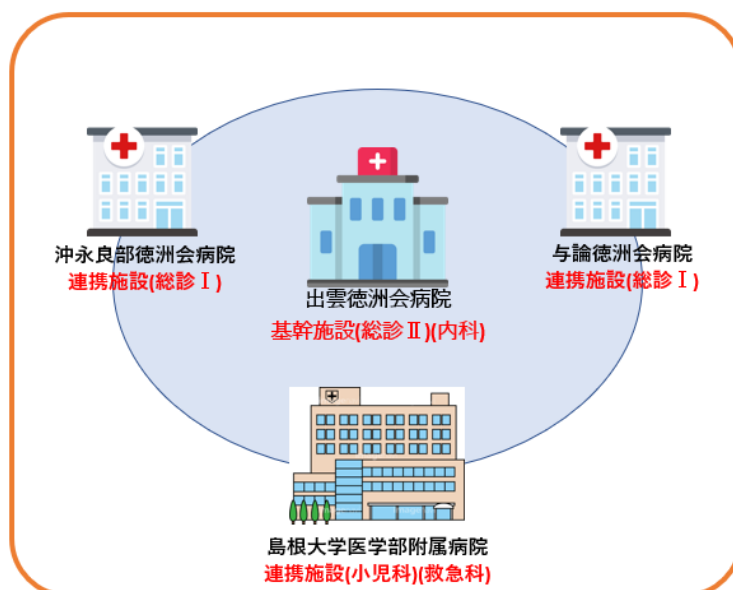 沖永良部徳洲会病院
連携施設(総診Ⅰ)
与論徳洲会病院
連携施設(総診Ⅰ)
出雲徳洲会病院
基幹施設(総診Ⅱ)(内科)
島根大学医学部附属病院
連携施設(小児科)(救急科)